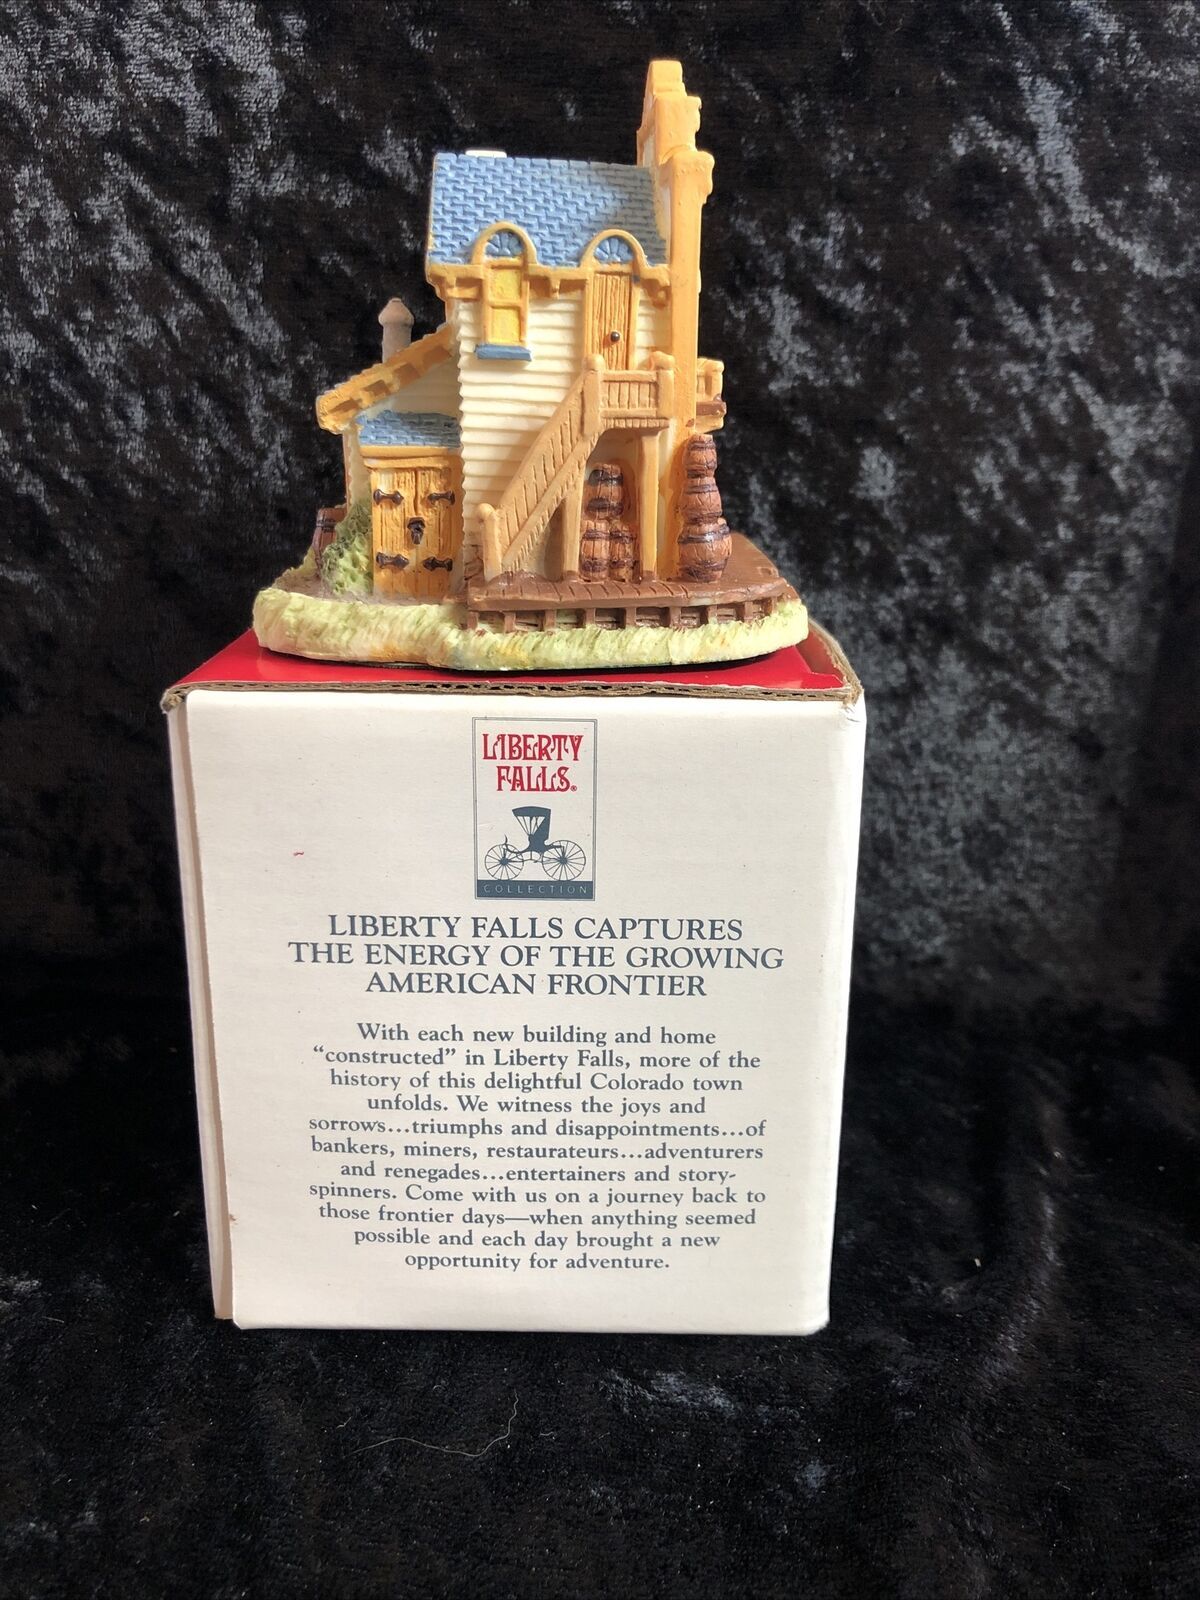 LIBERTY
FALLS®
COLLECTION
LIBERTY FALLS CAPTURES
THE ENERGY OF THE GROWING
AMERICAN FRONTIER
With each new building and home
“constructed” in Liberty Falls, more of the
history of this delightful Colorado town
unfolds. We witness the joys and
sorrows...triumphs and disappointments...of
bankers, miners, restaurateurs...adventurers
and renegades...entertainers and story-
spinners. Come with us on a journey back to
those frontier days—when anything seemed
possible and each day brought a new
opportunity for adventure.